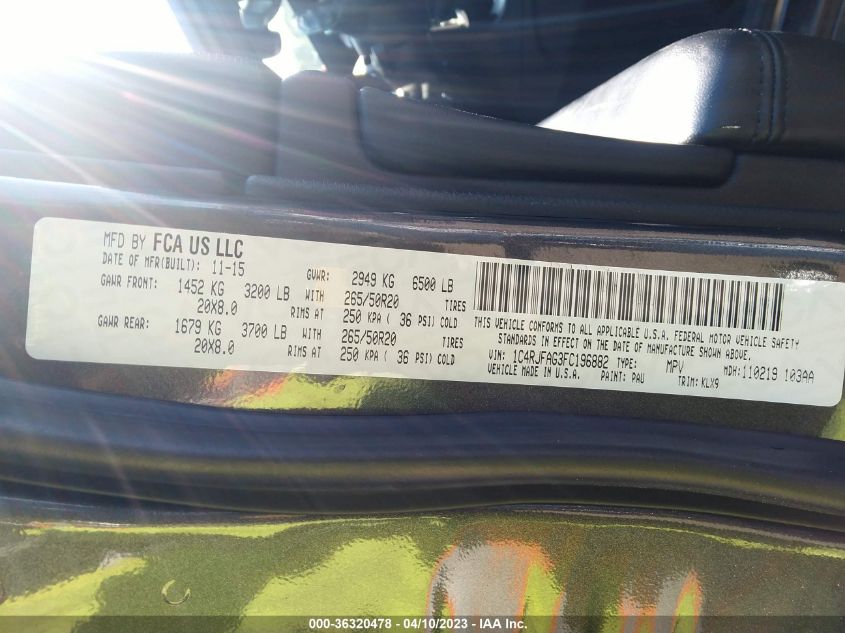 MFD BY FCA US LLC
DATE OF MFR(BUILT): 11-15 GVWR: 2949 KG 6500 LB
GAWR FRONT: 1452 KG 3200 LB WITH 265/50R20 TIRES
20X8.0 RIMS AT 250 KPA ( 36 PSI) COLD
GAWR REAR: 1679 KG 3700 LB WITH 265/50R20 TIRES
20X8.0 RIMS AT 250 KPA ( 36 PSI) COLD
THIS VEHICLE CONFORMS TO ALL APPLICABLE U.S.A. FEDERAL MOTOR VEHICLE SAFETY
STANDARDS IN EFFECT ON THE DATE OF MANUFACTURE SHOWN ABOVE.
VIN: 1C4RJFAG3FC196882 TYPE: MPV MDH: 110219 103AA
VEHICLE MADE IN U.S.A. PAINT: PAU TRIM: KLX9
000-36320478 - 04/10/2023 - IAA Inc.